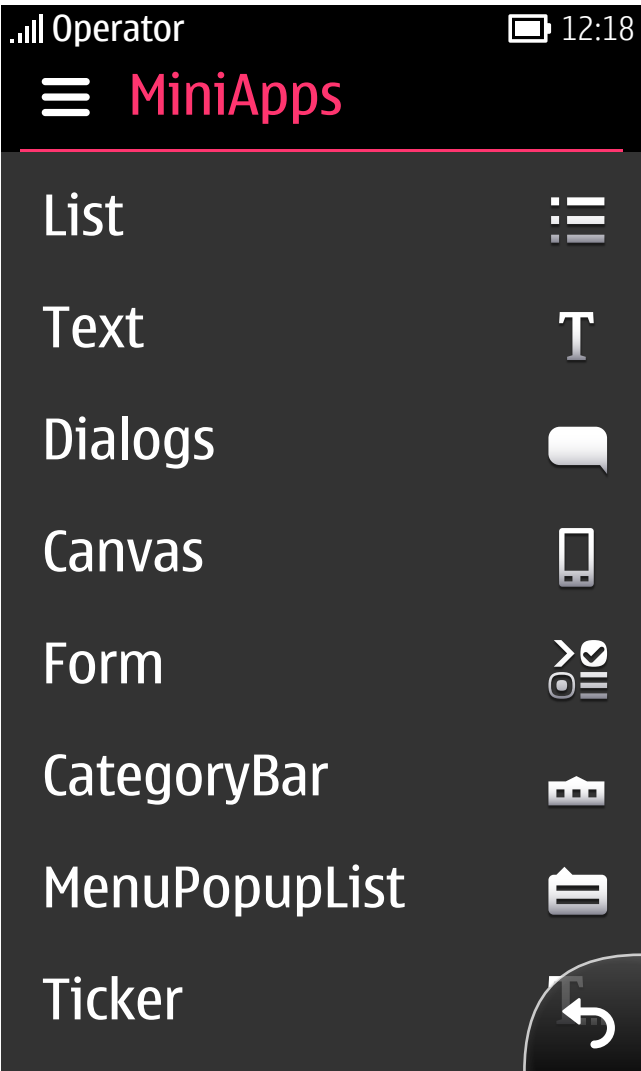 Operator 12:18
MiniApps
List
Text
Dialogs
Canvas
Form
CategoryBar
MenuPopupList
Ticker